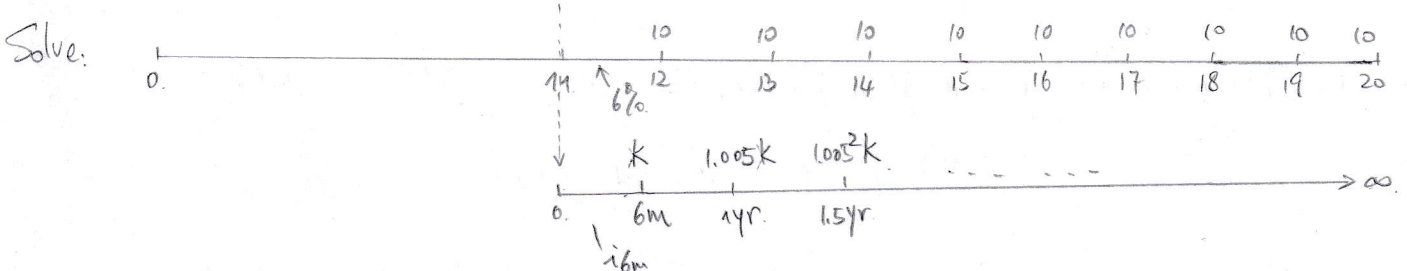 10 10 10 10 10 10 10 10 10
Solve:
0. 11. 12 13 14 15 16 17 18 19 20
6%.
K 1.005K 1.005²K. - - - - - -
∞.
0. 6m 1yr. 1.5yr
i6m